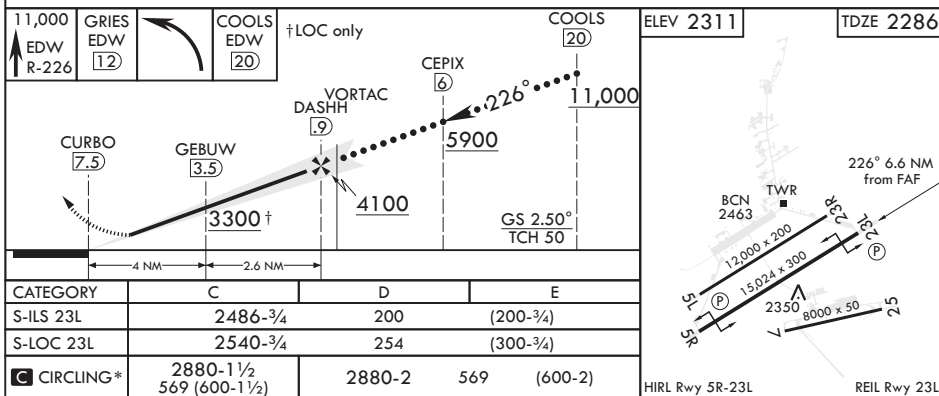 11,000
EDW
R-226
GRIES
EDW
12
COOLS
EDW
20
†LOC only
COOLS
20
CEPIX
6
VORTAC
DASHH
.9
226°
11,000
5900
CURBO
7.5
GEBUW
3.5
4100
3300 †
GS 2.50°
TCH 50
4 NM
2.6 NM
CATEGORY C D E
S-ILS 23L 2486-¾ 200 (200-¾)
S-LOC 23L 2540-¾ 254 (300-¾)
C CIRCLING* 2880-1½ 569 (600-1½) 2880-2 569 (600-2)
ELEV 2311
TDZE 2286
226° 6.6 NM
from FAF
TWR
BCN
2463
23R
23L
12,000 x 200
15,024 x 300
P
5L
P
5R
2350
8000 x 50
7
25
HIRL Rwy 5R-23L
REIL Rwy 23L